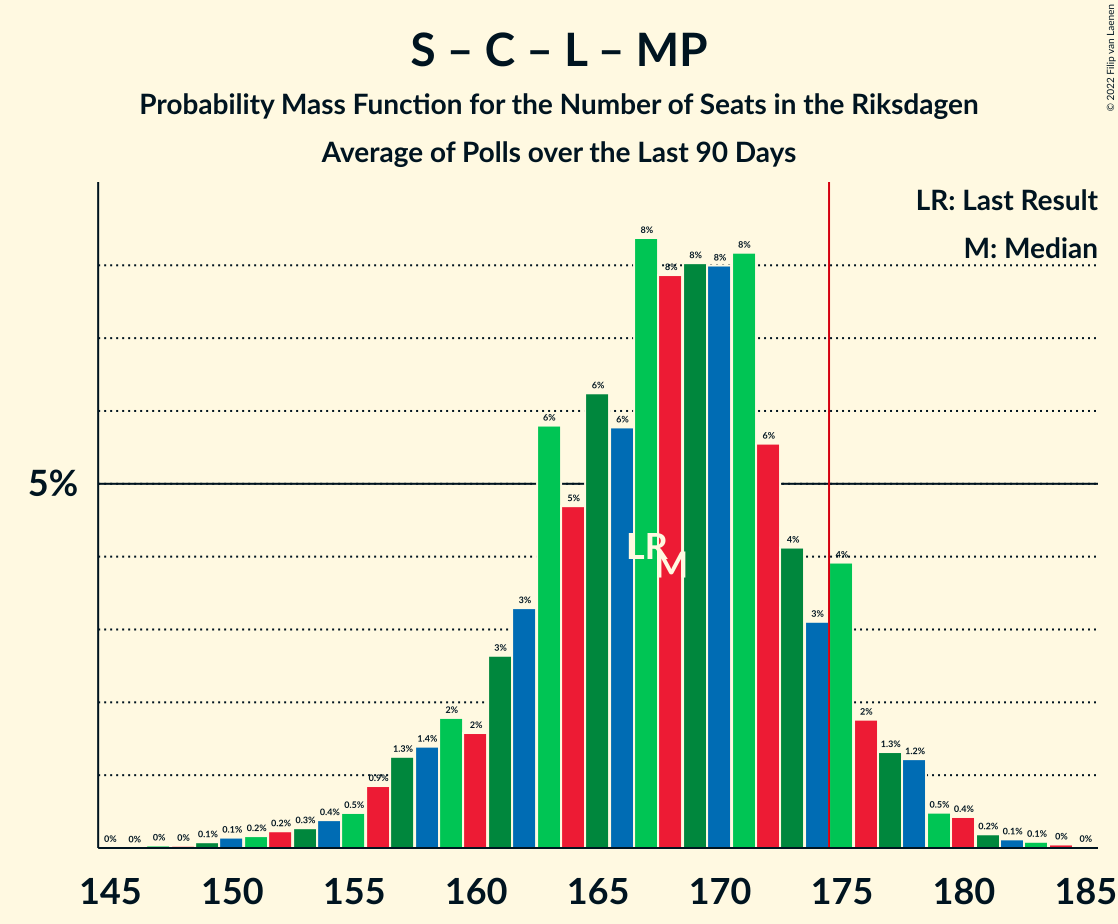 S – C – L – MP
Probability Mass Function for the Number of Seats in the Riksdagen
Average of Polls over the Last 90 Days
© 2022 Filip van Laenen
LR: Last Result
M: Median
5%
0% 0% 0% 0% 0.1% 0.1% 0.2% 0.2% 0.3% 0.4% 0.5% 0.9% 1.3% 1.4% 2% 2% 3% 3% 6% 5% 6% 6% 8% 8% 8% 8% 8% 6% 4% 3% 4% 2% 1.3% 1.2% 0.5% 0.4% 0.2% 0.1% 0.1% 0% 0%
LR
M
145 150 155 160 165 170 175 180 185